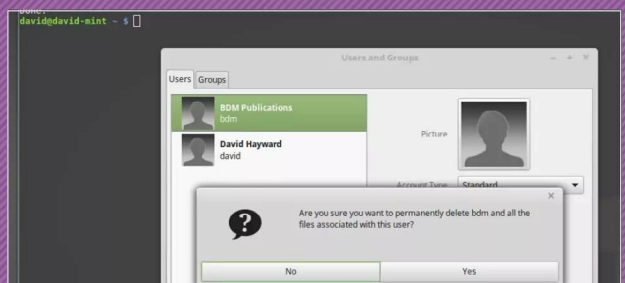 Done.
david@david-mint ~ $
Users and Groups
Users Groups
BDM Publications
bdm
David Hayward
david
Picture
Account Type Standard
Are you sure you want to permanently delete bdm and all the
files associated with this user?
No Yes